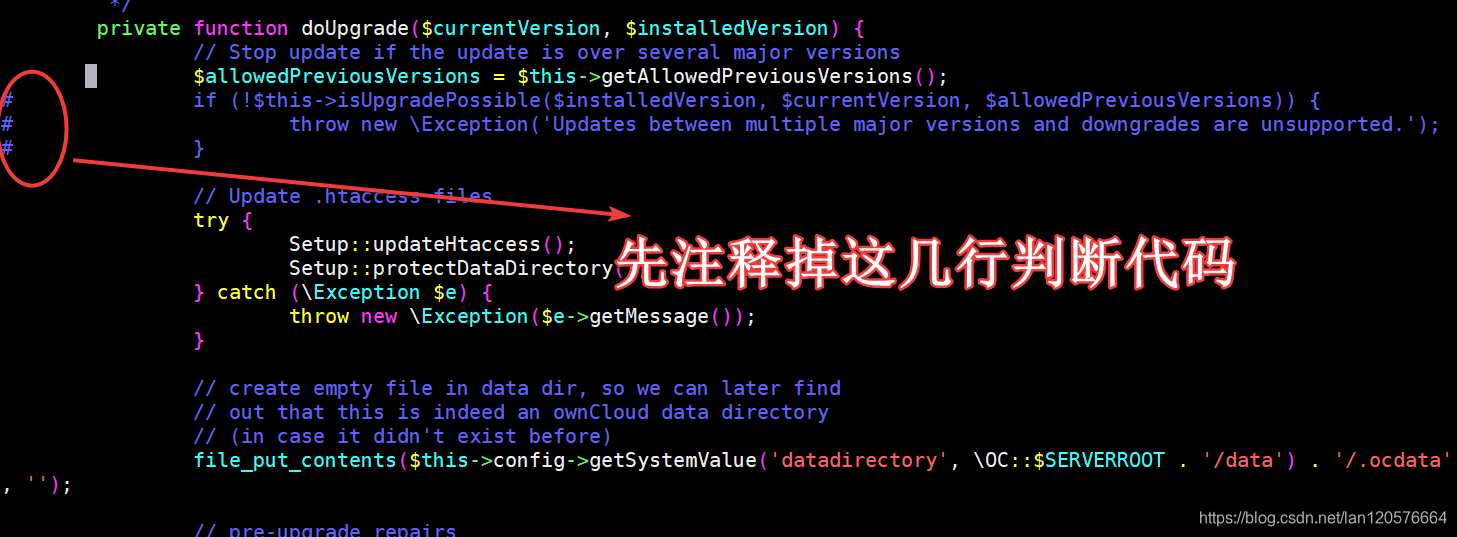 */
private function doUpgrade($currentVersion, $installedVersion) {
// Stop update if the update is over several major versions
$allowedPreviousVersions = $this->getAllowedPreviousVersions();
# if (!$this->isUpgradePossible($installedVersion, $currentVersion, $allowedPreviousVersions)) {
# throw new \Exception('Updates between multiple major versions and downgrades are unsupported.');
# }
// Update .htaccess files
try {
Setup::updateHtaccess();
Setup::protectDataDirectory(
先注释掉这几行判断代码
} catch (\Exception $e) {
throw new \Exception($e->getMessage());
}
// create empty file in data dir, so we can later find
// out that this is indeed an ownCloud data directory
// (in case it didn't exist before)
file_put_contents($this->config->getSystemValue('datadirectory', \OC::$SERVERROOT . '/data') . '/.ocdata'
, '');
// pre-upgrade repairs
https://blog.csdn.net/lan120576664